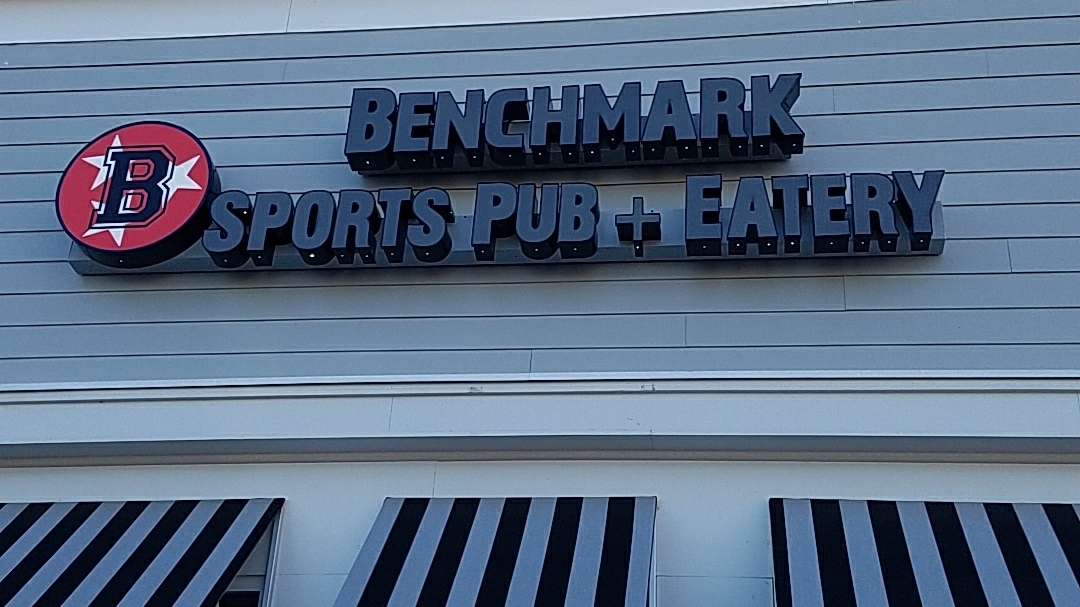 BENCHMARK
B SPORTS PUB + EATERY